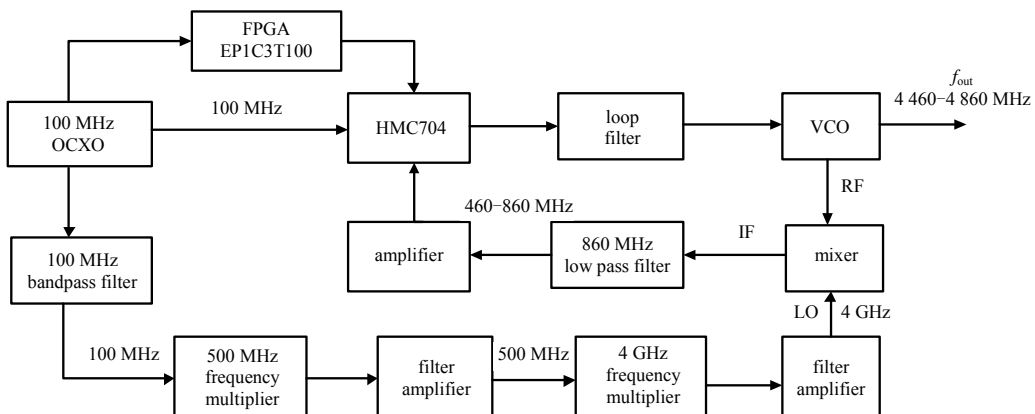 FPGA
EP1C3T100
f_out
4 460−4 860 MHz
100 MHz
OCXO
100 MHz
HMC704
loop
filter
VCO
RF
460−860 MHz
IF
100 MHz
bandpass filter
amplifier
860 MHz
low pass filter
mixer
LO
4 GHz
100 MHz
500 MHz
frequency
multiplier
filter
amplifier
500 MHz
4 GHz
frequency
multiplier
filter
amplifier